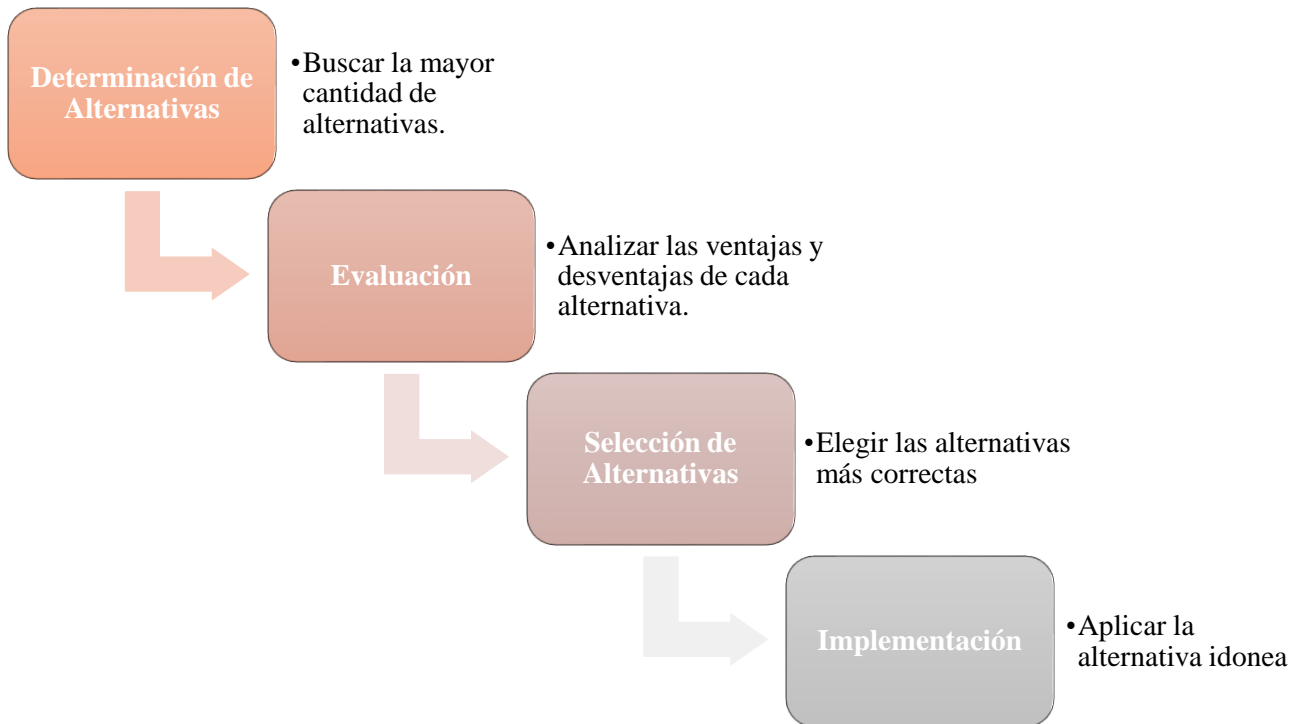 Determinación de
Alternativas
•Buscar la mayor
cantidad de
alternativas.
Evaluación
•Analizar las ventajas y
desventajas de cada
alternativa.
Selección de
Alternativas
•Elegir las alternativas
más correctas
Implementación
•Aplicar la
alternativa idonea